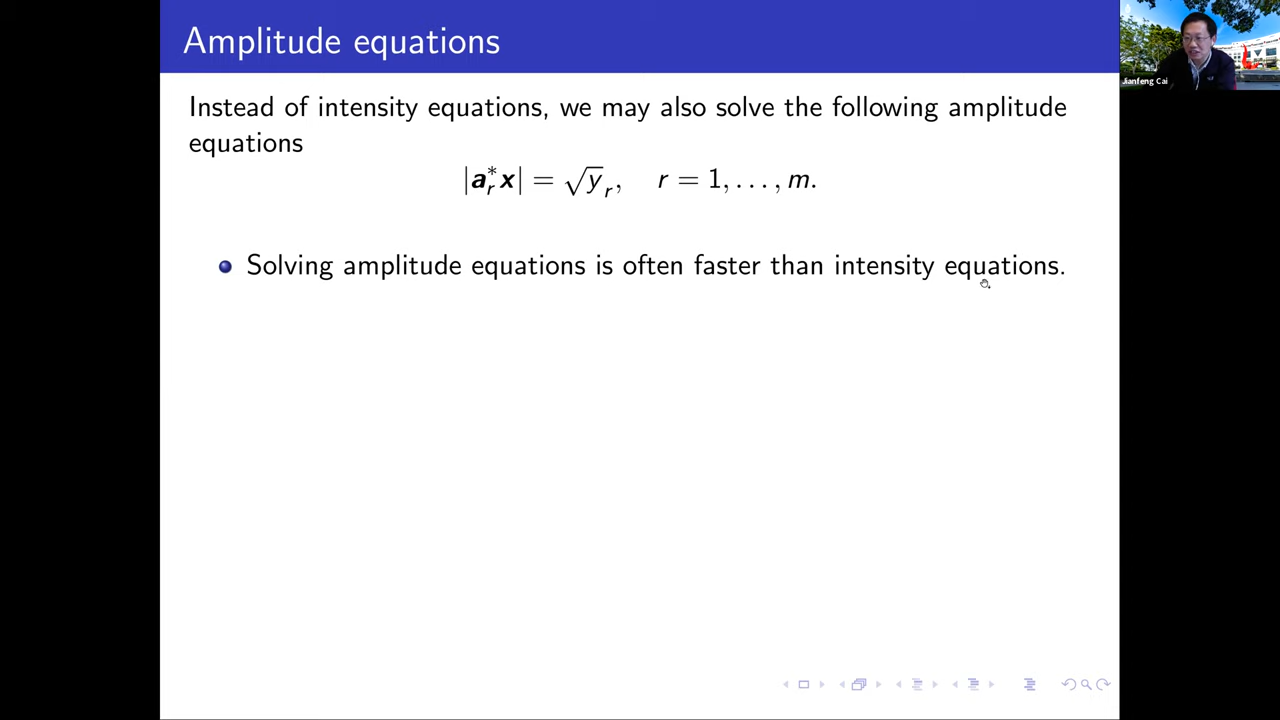 Amplitude equations
Jianfeng Cai
Instead of intensity equations, we may also solve the following amplitude
equations
|a_r^* x| = √y_r, r = 1, . . . , m.
Solving amplitude equations is often faster than intensity equations.